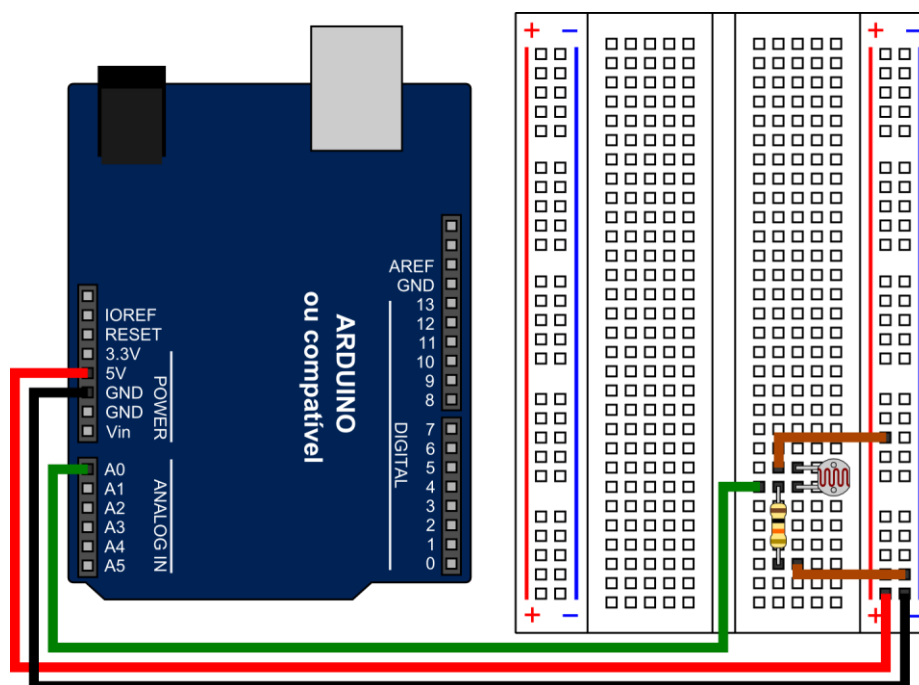 + − + −
AREF
GND
13
12
11
10
9
8
7
6
5
4
3
2
1
0
DIGITAL
ARDUINO
ou compatível
IOREF
RESET
3.3V
5V
GND
GND
Vin
POWER
A0
A1
A2
A3
A4
A5
ANALOG IN
+ − + −